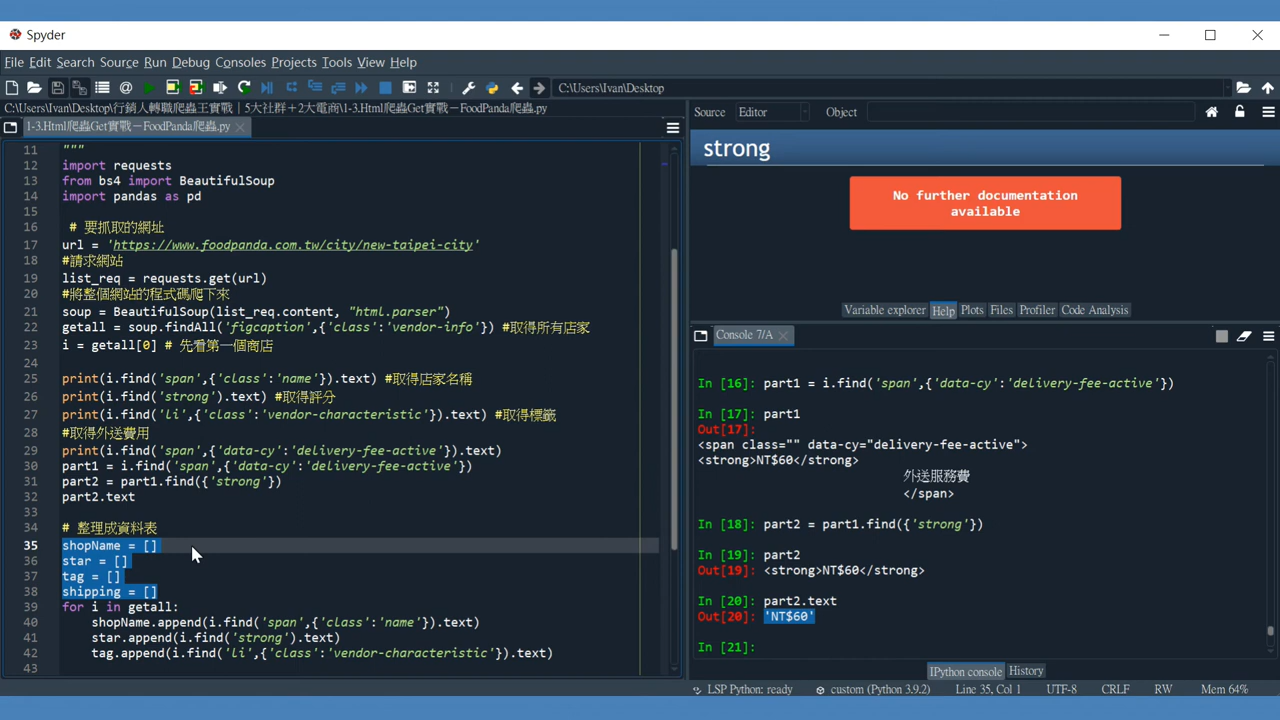 Spyder
File Edit Search Source Run Debug Consoles Projects Tools View Help
C:\Users\Ivan\Desktop
C:\Users\Ivan\Desktop\行銷人轉職爬蟲王實戰｜5大社群＋2大電商\1-3.Html爬蟲Get實戰－FoodPanda爬蟲.py
1-3.Html爬蟲Get實戰－FoodPanda爬蟲.py
11 """
12 import requests
13 from bs4 import BeautifulSoup
14 import pandas as pd
15
16 # 要抓取的網址
17 url = 'https://www.foodpanda.com.tw/city/new-taipei-city'
18 #請求網站
19 list_req = requests.get(url)
20 #將整個網站的程式碼爬下來
21 soup = BeautifulSoup(list_req.content, "html.parser")
22 getall = soup.findAll('figcaption',{'class':'vendor-info'}) #取得所有店家
23 i = getall[0] # 先看第一個商店
24
25 print(i.find('span',{'class':'name'}).text) #取得店家名稱
26 print(i.find('strong').text) #取得評分
27 print(i.find('li',{'class':'vendor-characteristic'}).text) #取得標籤
28 #取得外送費用
29 print(i.find('span',{'data-cy':'delivery-fee-active'}).text)
30 part1 = i.find('span',{'data-cy':'delivery-fee-active'})
31 part2 = part1.find({'strong'})
32 part2.text
33
34 # 整理成資料表
35 shopName = []
36 star = []
37 tag = []
38 shipping = []
39 for i in getall:
40 shopName.append(i.find('span',{'class':'name'}).text)
41 star.append(i.find('strong').text)
42 tag.append(i.find('li',{'class':'vendor-characteristic'}).text)
43
Source Editor Object
strong
No further documentation
available
Variable explorer Help Plots Files Profiler Code Analysis
Console 7/A
In [16]: part1 = i.find('span',{'data-cy':'delivery-fee-active'})
In [17]: part1
Out[17]:
<span class="" data-cy="delivery-fee-active">
<strong>NT$60</strong>
外送服務費
</span>
In [18]: part2 = part1.find({'strong'})
In [19]: part2
Out[19]: <strong>NT$60</strong>
In [20]: part2.text
Out[20]: 'NT$60'
In [21]:
IPython console History
LSP Python: ready custom (Python 3.9.2) Line 35, Col 1 UTF-8 CRLF RW Mem 64%